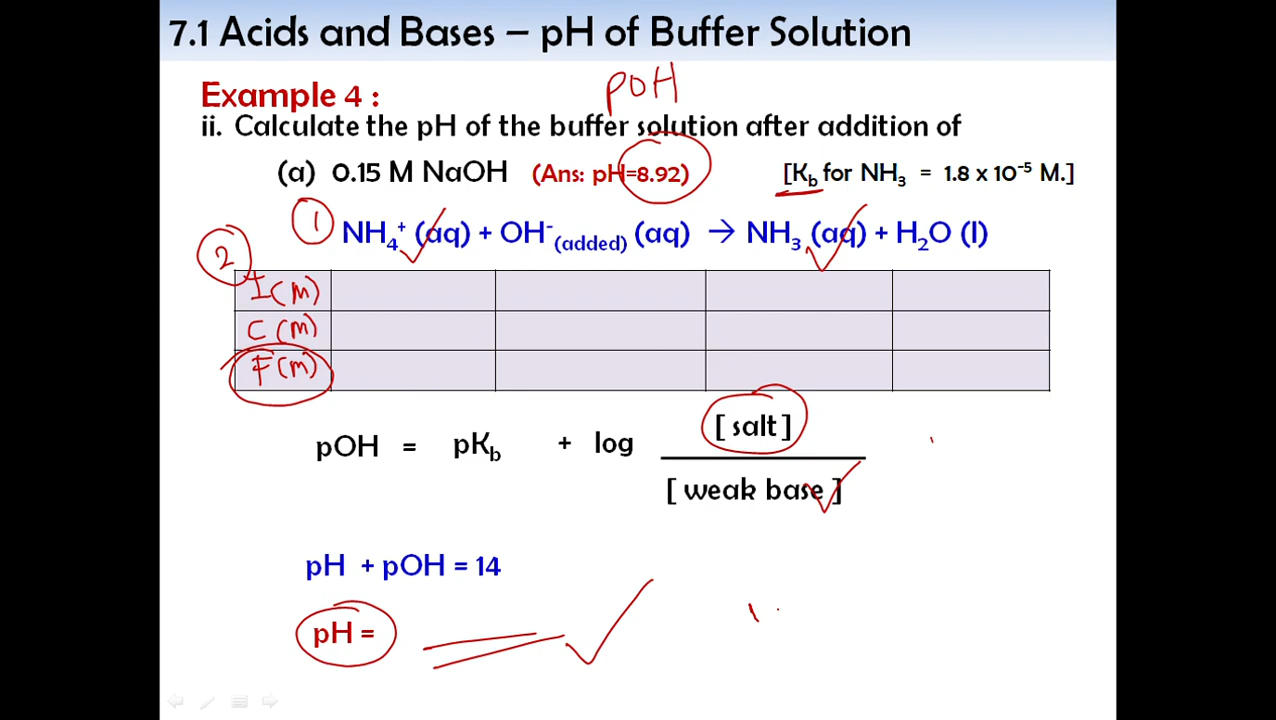 7.1 Acids and Bases – pH of Buffer Solution
Example 4 :
pOH
ii. Calculate the pH of the buffer solution after addition of
(a) 0.15 M NaOH (Ans: pH=8.92) [Kb for NH₃ = 1.8 x 10⁻⁵ M.]
1 NH₄⁺ (aq) + OH⁻(added) (aq) → NH₃ (aq) + H₂O (l)
2
I (M)
C (M)
F (M)
[ salt ]
pOH = pKb + log
[ weak base ]
pH + pOH = 14
pH =